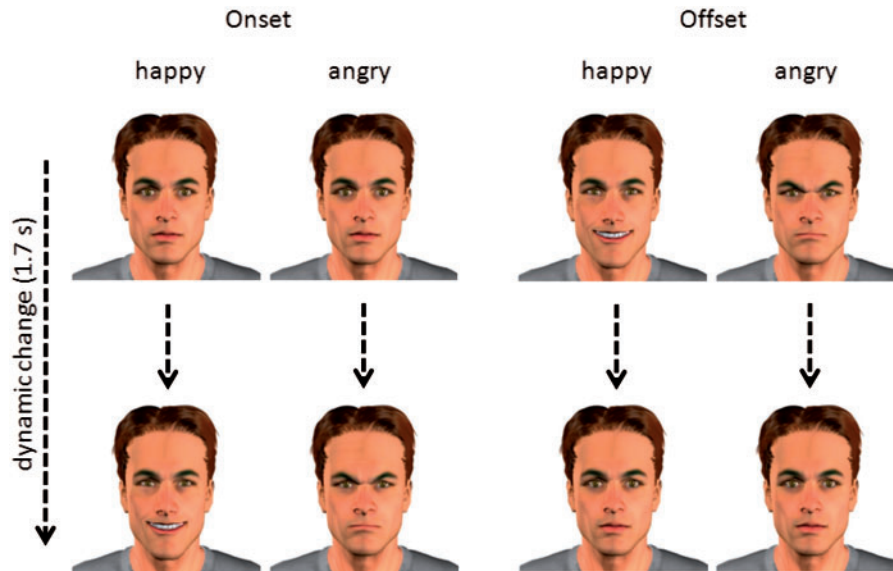 Onset
Offset
happy
angry
happy
angry
dynamic change (1.7 s)